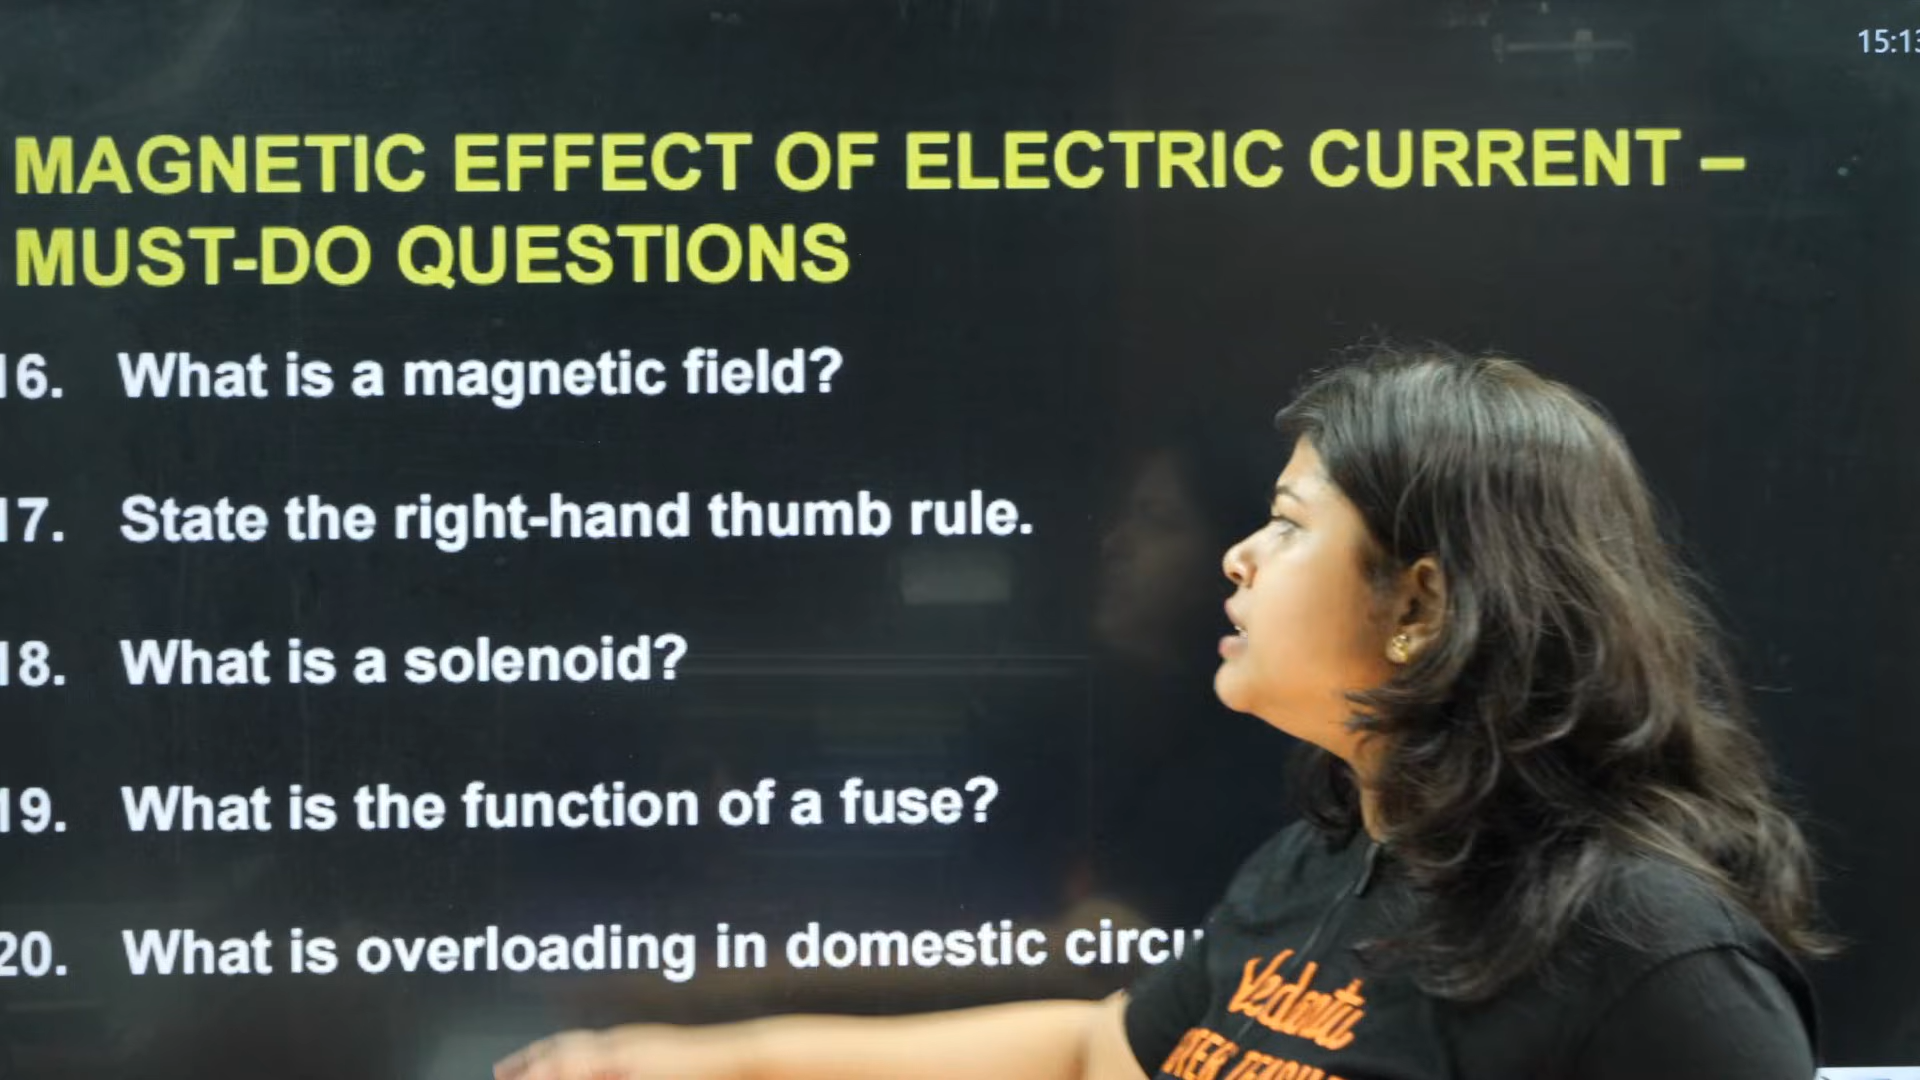 15:13
MAGNETIC EFFECT OF ELECTRIC CURRENT –
MUST-DO QUESTIONS
16. What is a magnetic field?
17. State the right-hand thumb rule.
18. What is a solenoid?
19. What is the function of a fuse?
20. What is overloading in domestic circu
Vedantu